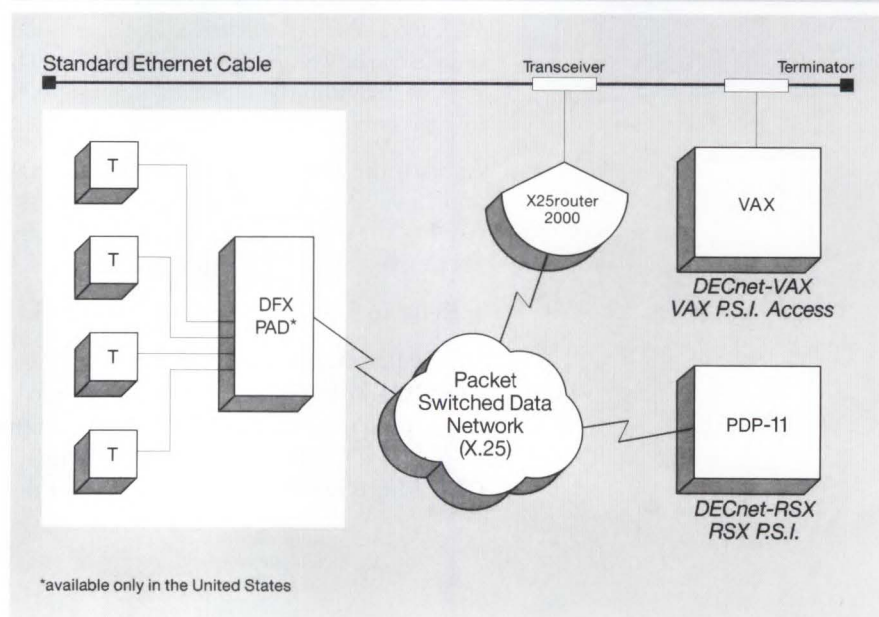 Standard Ethernet Cable
Transceiver
Terminator
T
T
T
T
DFX
PAD*
X25router
2000
VAX
DECnet-VAX
VAX P.S.I. Access
Packet
Switched Data
Network
(X.25)
PDP-11
DECnet-RSX
RSX P.S.I.
*available only in the United States